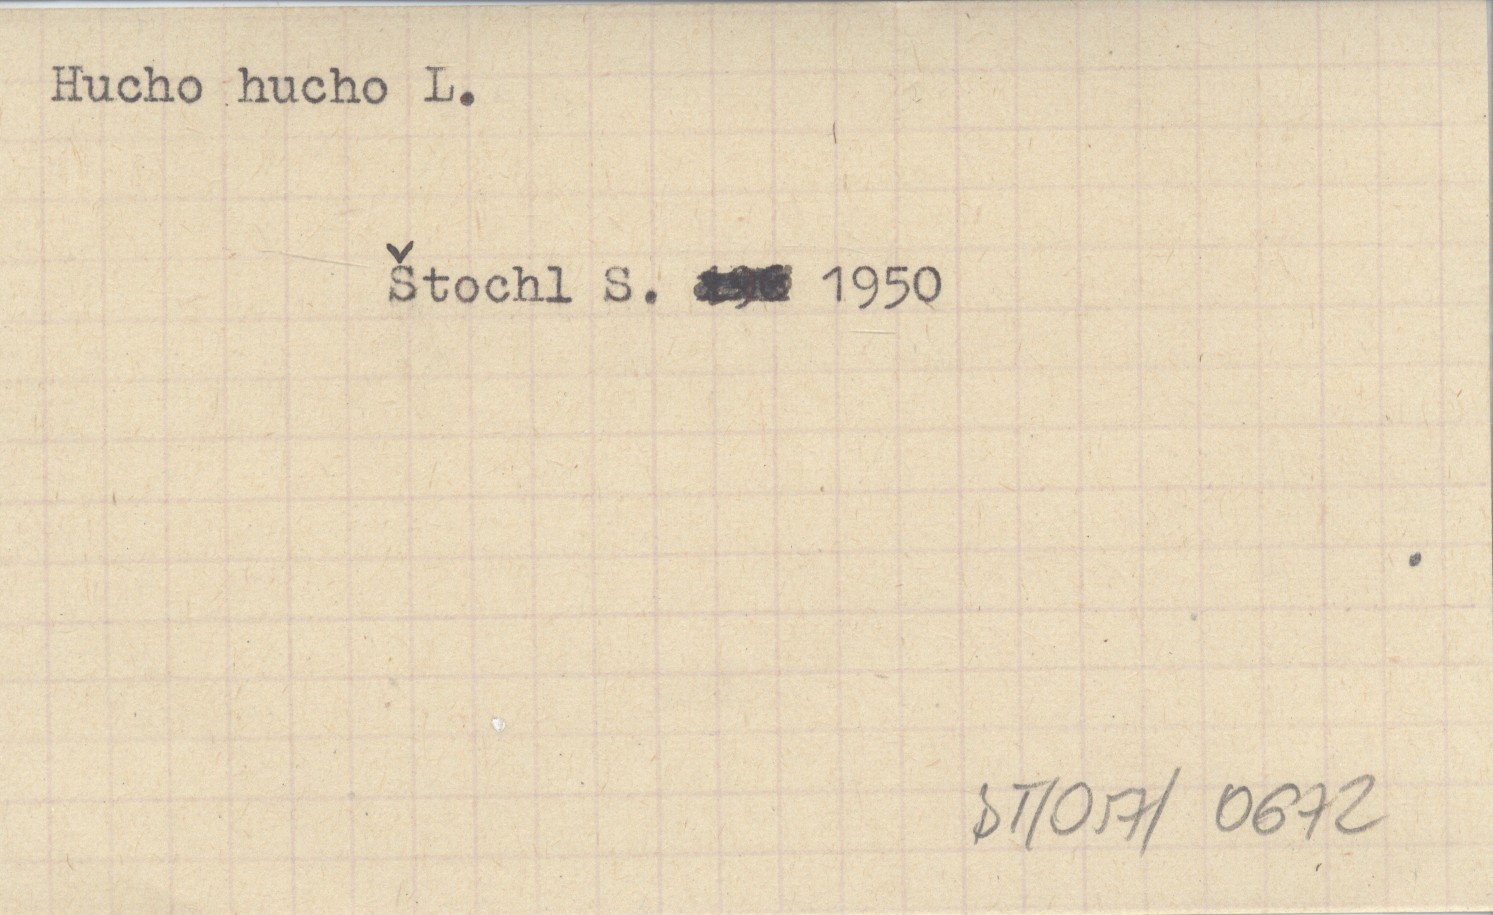 Hucho hucho L.
Štochl S. 1950
DT/057/ 0672